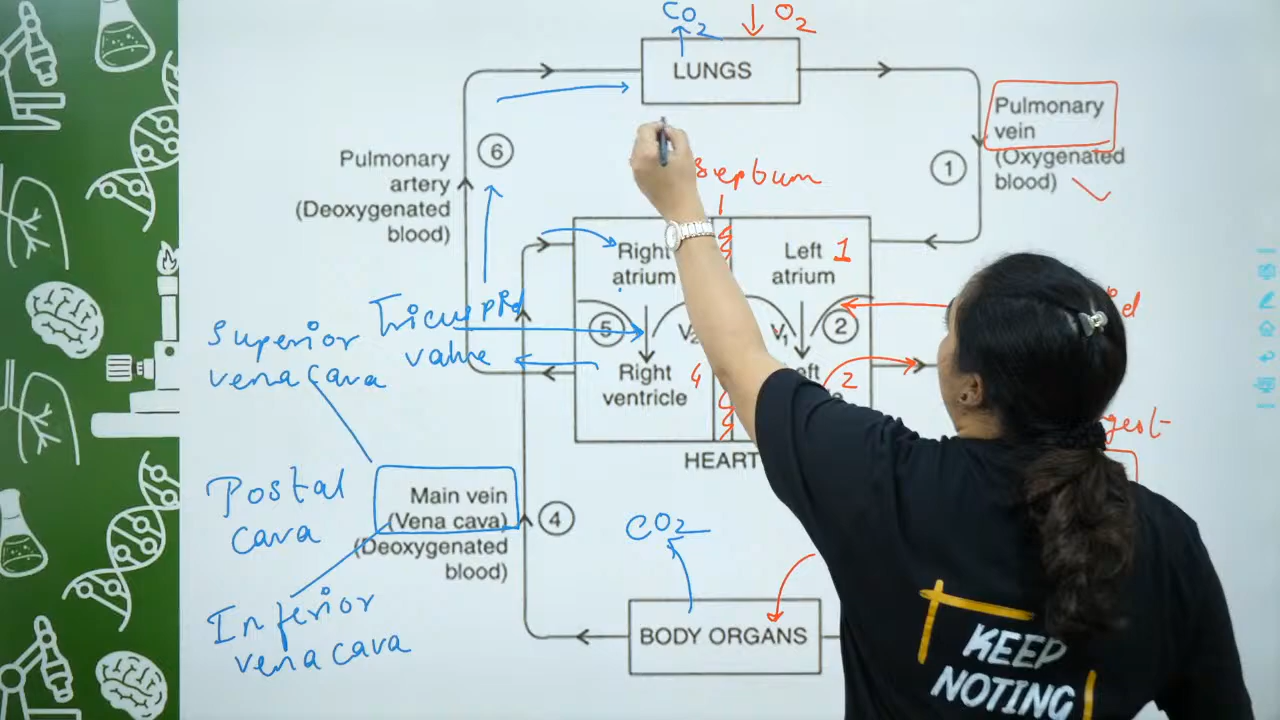 CO2
O2
LUNGS
Pulmonary
vein
(Oxygenated
blood)
1
6
Pulmonary
artery
(Deoxygenated
blood)
Septum
Right
atrium
Left
atrium
1
Tricuspid
valve
5
V2
V1
2
Right
ventricle
4
2
Superior
vena cava
HEART
Postal
cava
Main vein
(Vena cava)
(Deoxygenated
blood)
4
CO2
Inferior
vena cava
BODY ORGANS
KEEP
NOTING